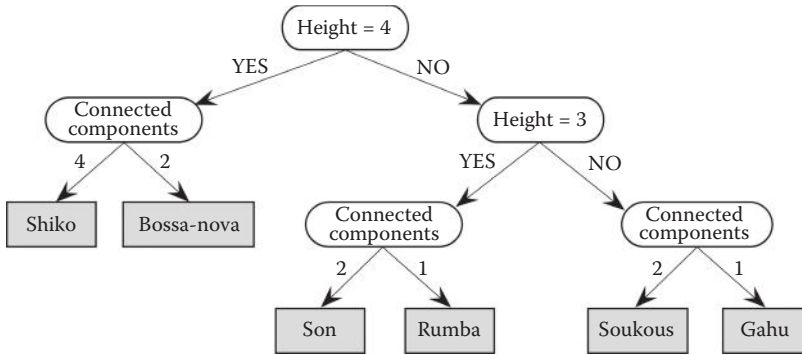 Height = 4
YES
NO
Connected
components
Height = 3
4
2
YES
NO
Shiko
Bossa-nova
Connected
components
Connected
components
2
1
2
1
Son
Rumba
Soukous
Gahu